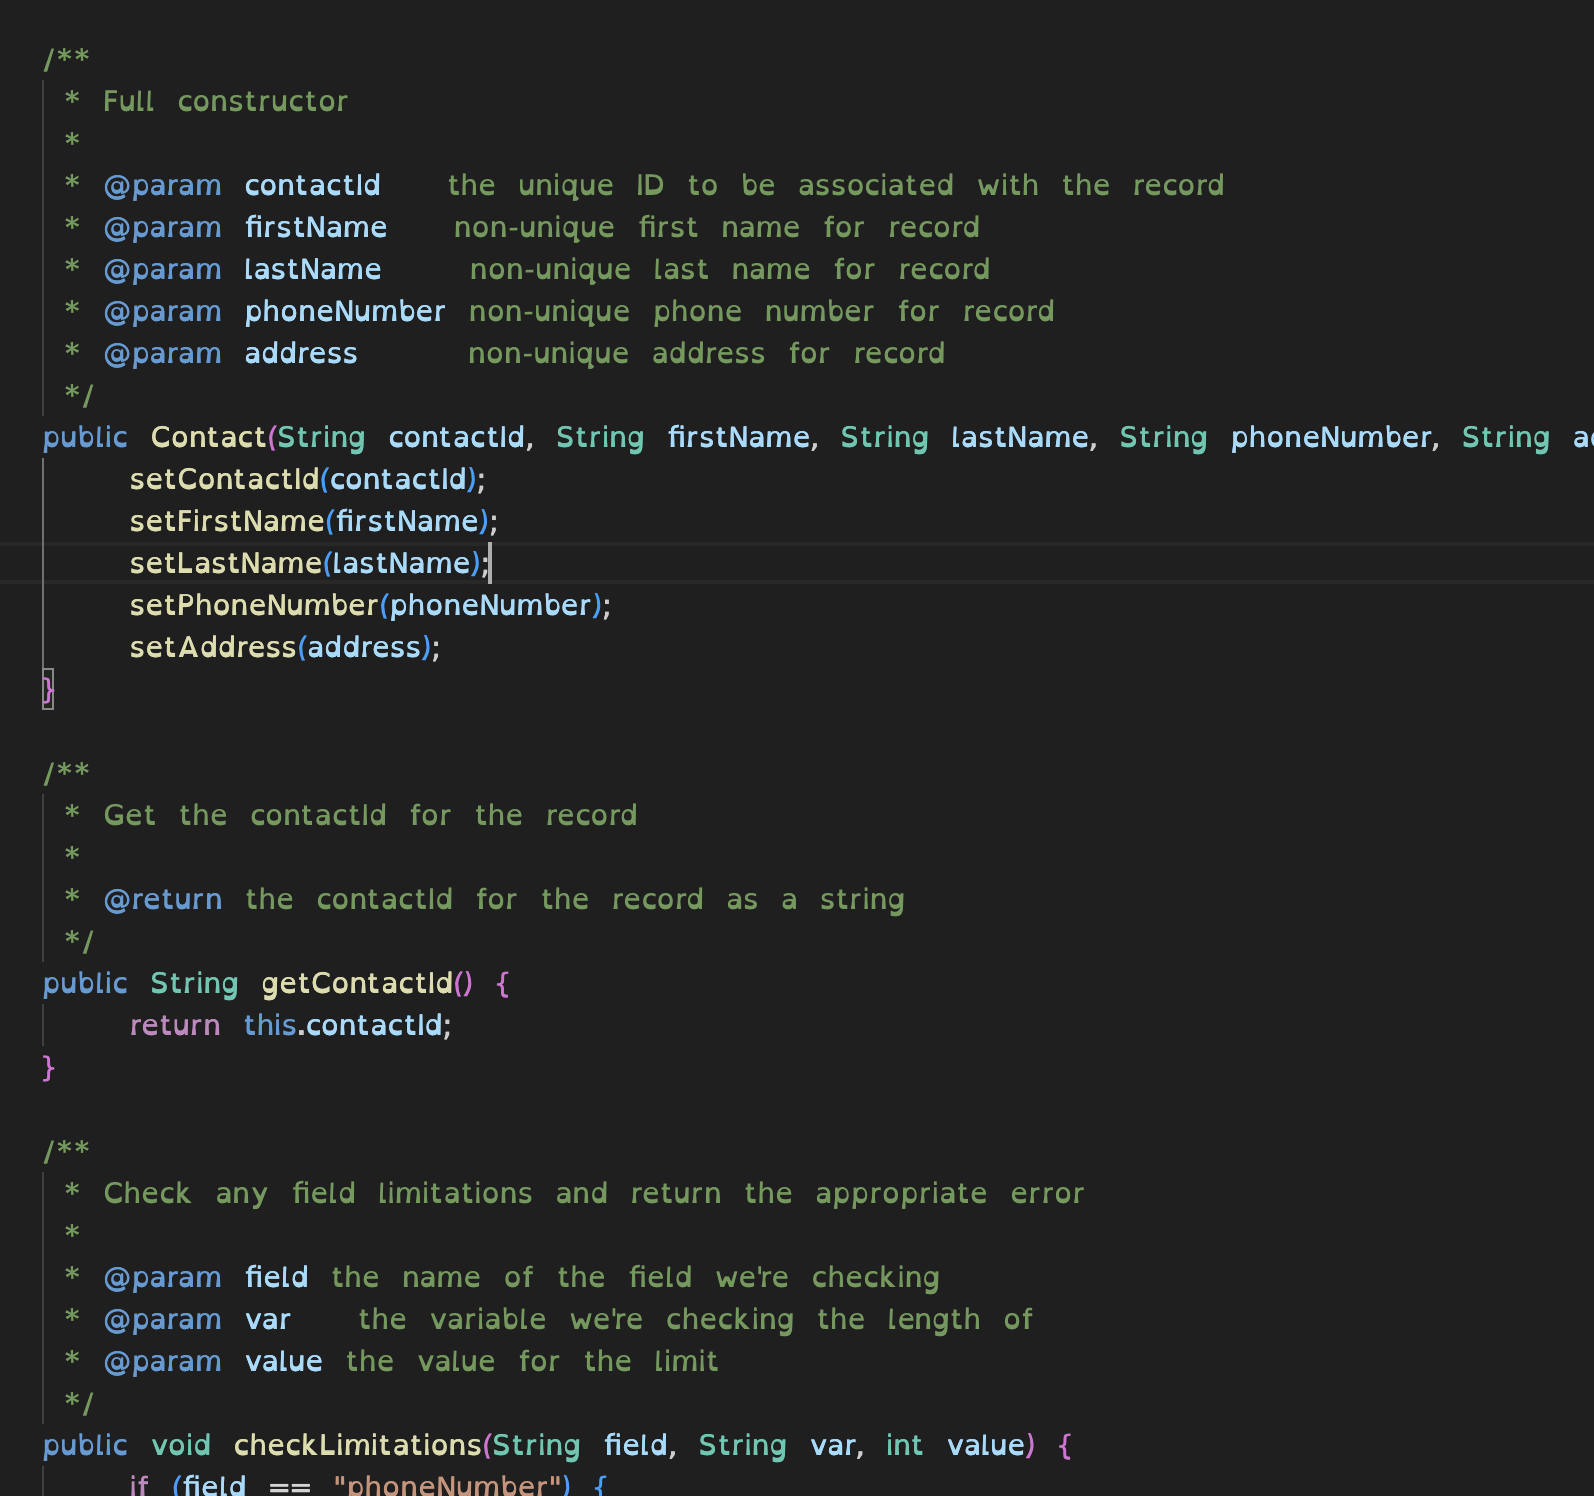 /**
* Full constructor
*
* @param contactId the unique ID to be associated with the record
* @param firstName non-unique first name for record
* @param lastName non-unique last name for record
* @param phoneNumber non-unique phone number for record
* @param address non-unique address for record
*/
public Contact(String contactId, String firstName, String lastName, String phoneNumber, String
setContactId(contactId);
setFirstName(firstName);
setLastName(lastName);
setPhoneNumber(phoneNumber);
setAddress(address);
}
/**
* Get the contactId for the record
*
* @return the contactId for the record as a string
*/
public String getContactId() {
return this.contactId;
}
/**
* Check any field limitations and return the appropriate error
*
* @param field the name of the field we're checking
* @param var the variable we're checking the length of
* @param value the value for the limit
*/
public void checkLimitations(String field, String var, int value) {
if (field == "phoneNumber") {